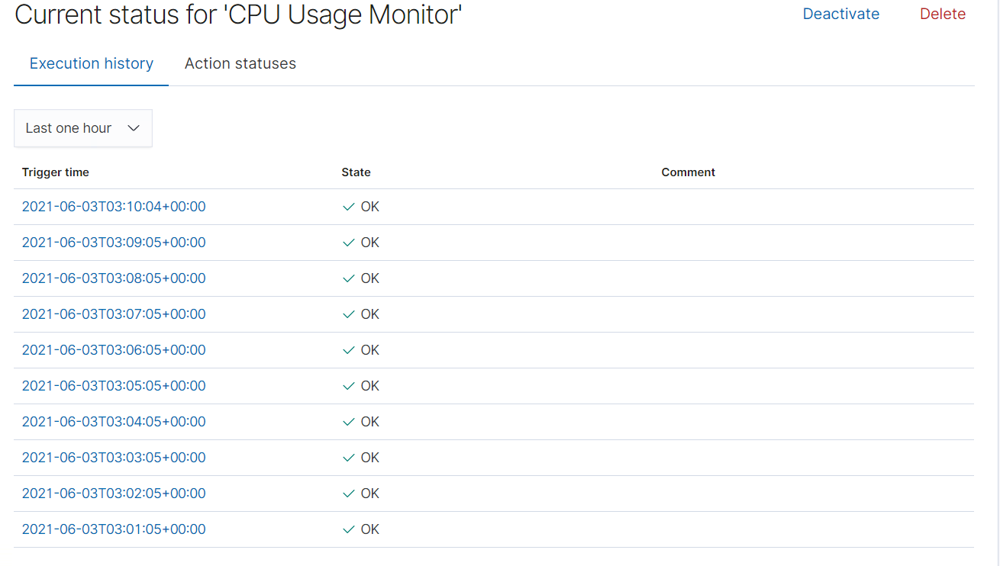 Current status for 'CPU Usage Monitor'
Deactivate Delete
Execution history Action statuses
Last one hour
Trigger time State Comment
2021-06-03T03:10:04+00:00 OK
2021-06-03T03:09:05+00:00 OK
2021-06-03T03:08:05+00:00 OK
2021-06-03T03:07:05+00:00 OK
2021-06-03T03:06:05+00:00 OK
2021-06-03T03:05:05+00:00 OK
2021-06-03T03:04:05+00:00 OK
2021-06-03T03:03:05+00:00 OK
2021-06-03T03:02:05+00:00 OK
2021-06-03T03:01:05+00:00 OK